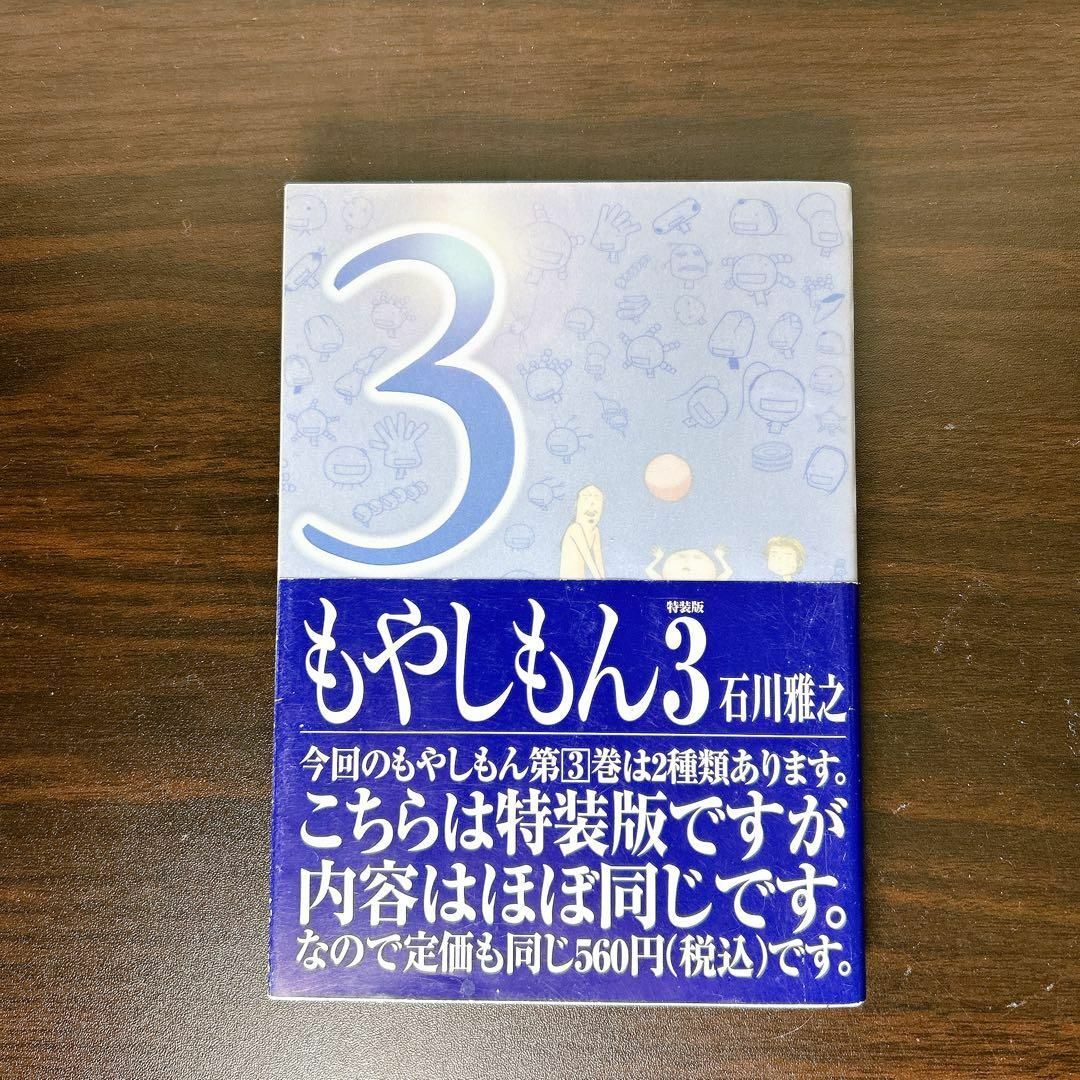 3
特装版
もやしもん3 石川雅之
今回のもやしもん第3巻は2種類あります。
こちらは特装版ですが
内容はほぼ同じです。
なので定価も同じ560円(税込)です。